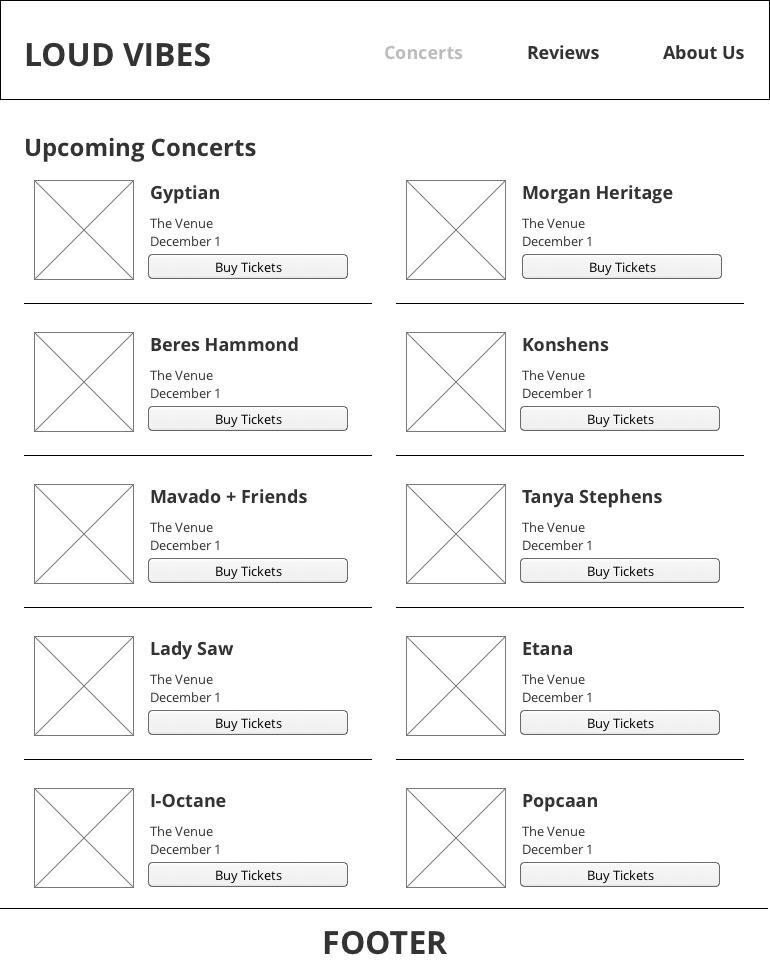 LOUD VIBES
Concerts
Reviews
About Us
Upcoming Concerts
Gyptian
The Venue
December 1
Buy Tickets
Morgan Heritage
The Venue
December 1
Buy Tickets
Beres Hammond
The Venue
December 1
Buy Tickets
Konshens
The Venue
December 1
Buy Tickets
Mavado + Friends
The Venue
December 1
Buy Tickets
Tanya Stephens
The Venue
December 1
Buy Tickets
Lady Saw
The Venue
December 1
Buy Tickets
Etana
The Venue
December 1
Buy Tickets
I-Octane
The Venue
December 1
Buy Tickets
Popcaan
The Venue
December 1
Buy Tickets
FOOTER